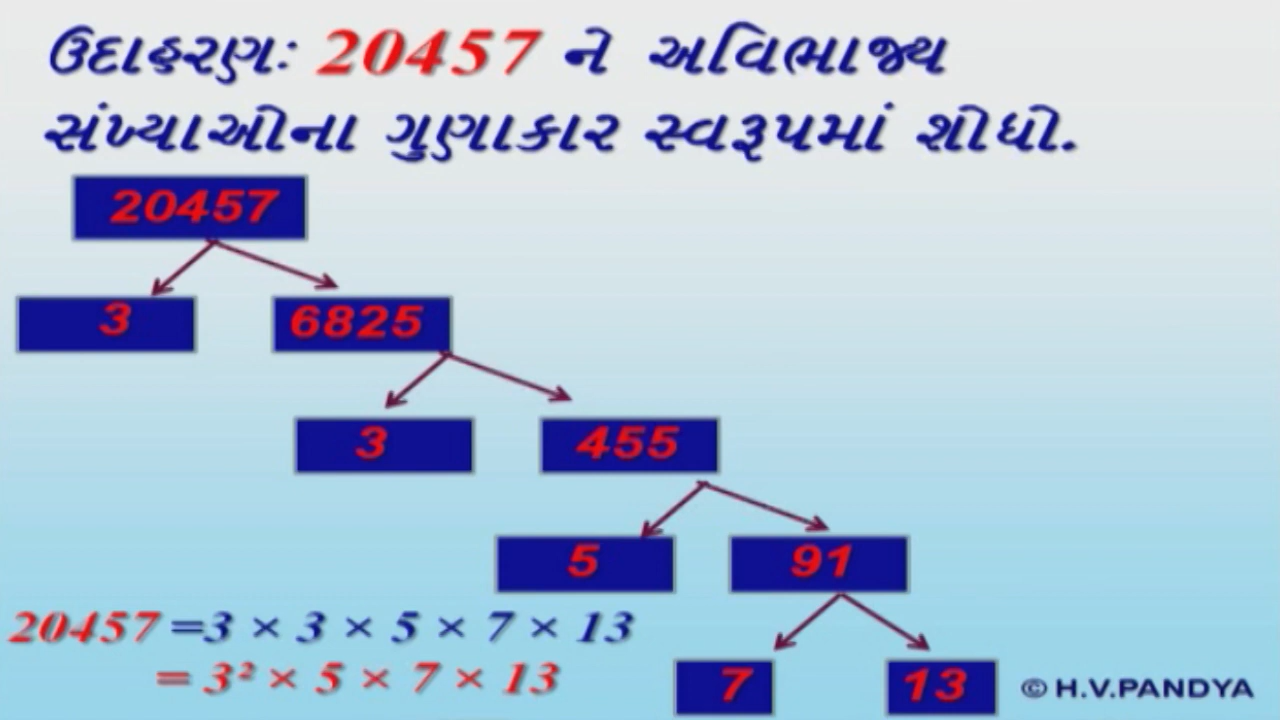 ઉદાહરણઃ 20457 ને અવિભાજ્ય
સંખ્યાઓના ગુણાકાર સ્વરૂપમાં શોધો.
20457
3 6825
3 455
5 91
20457 =3 × 3 × 5 × 7 × 13
= 3² × 5 × 7 × 13
7 13
© H.V.PANDYA